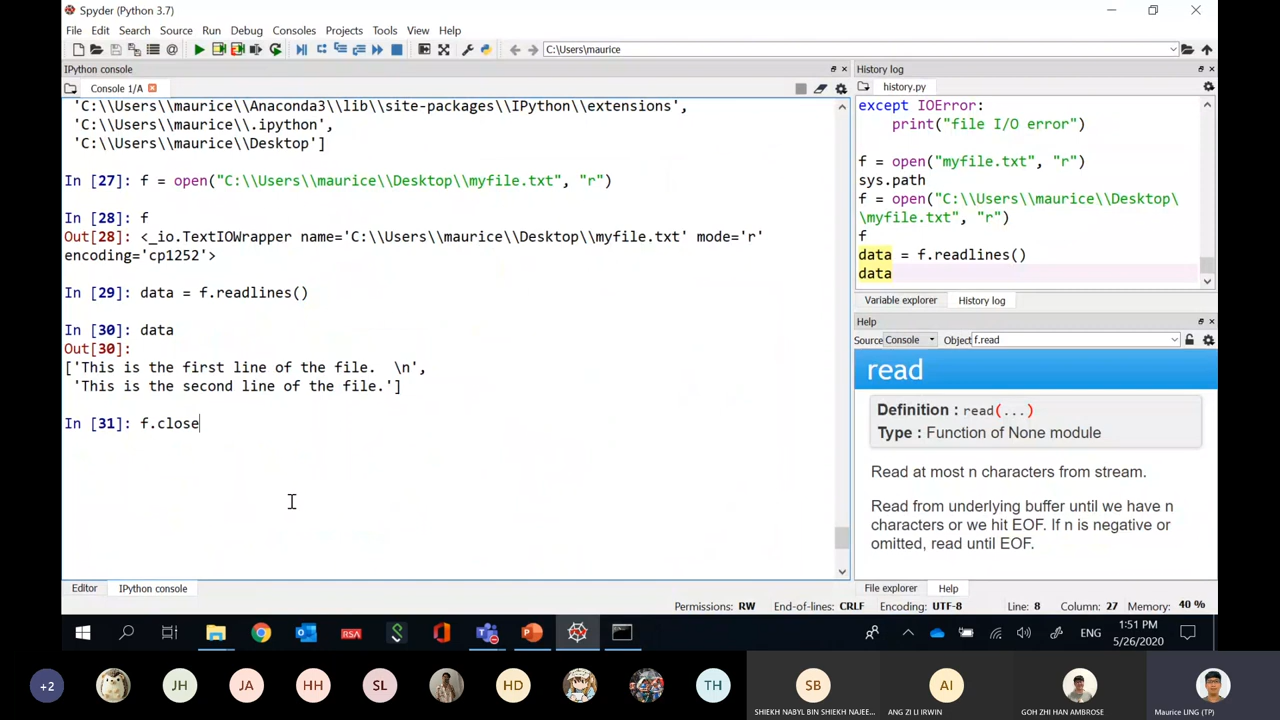 Spyder (Python 3.7)
File Edit Search Source Run Debug Consoles Projects Tools View Help
C:\Users\maurice
IPython console
Console 1/A
'C:\\Users\\maurice\\Anaconda3\\lib\\site-packages\\IPython\\extensions',
'C:\\Users\\maurice\\.ipython',
'C:\\Users\\maurice\\Desktop']
In [27]: f = open("C:\\Users\\maurice\\Desktop\\myfile.txt", "r")
In [28]: f
Out[28]: <_io.TextIOWrapper name='C:\\Users\\maurice\\Desktop\\myfile.txt' mode='r'
encoding='cp1252'>
In [29]: data = f.readlines()
In [30]: data
Out[30]:
['This is the first line of the file.  \n',
'This is the second line of the file.']
In [31]: f.close
Editor IPython console
History log
history.py
except IOError:
print("file I/O error")
f = open("myfile.txt", "r")
sys.path
f = open("C:\\Users\\maurice\\Desktop\
\myfile.txt", "r")
f
data = f.readlines()
data
Variable explorer History log
Help
Source Console Object f.read
read
Definition : read(...)
Type : Function of None module
Read at most n characters from stream.
Read from underlying buffer until we have n
characters or we hit EOF. If n is negative or
omitted, read until EOF.
File explorer Help
Permissions: RW End-of-lines: CRLF Encoding: UTF-8 Line: 8 Column: 27 Memory: 40 %
RSA
ENG
1:51 PM
5/26/2020
+2 JH JA HH SL HD TH SB AI
SHIEKH NABYL BIN SHIEKH NAJEE... ANG ZI LI IRWIN GOH ZHI HAN AMBROSE Maurice LING (TP)